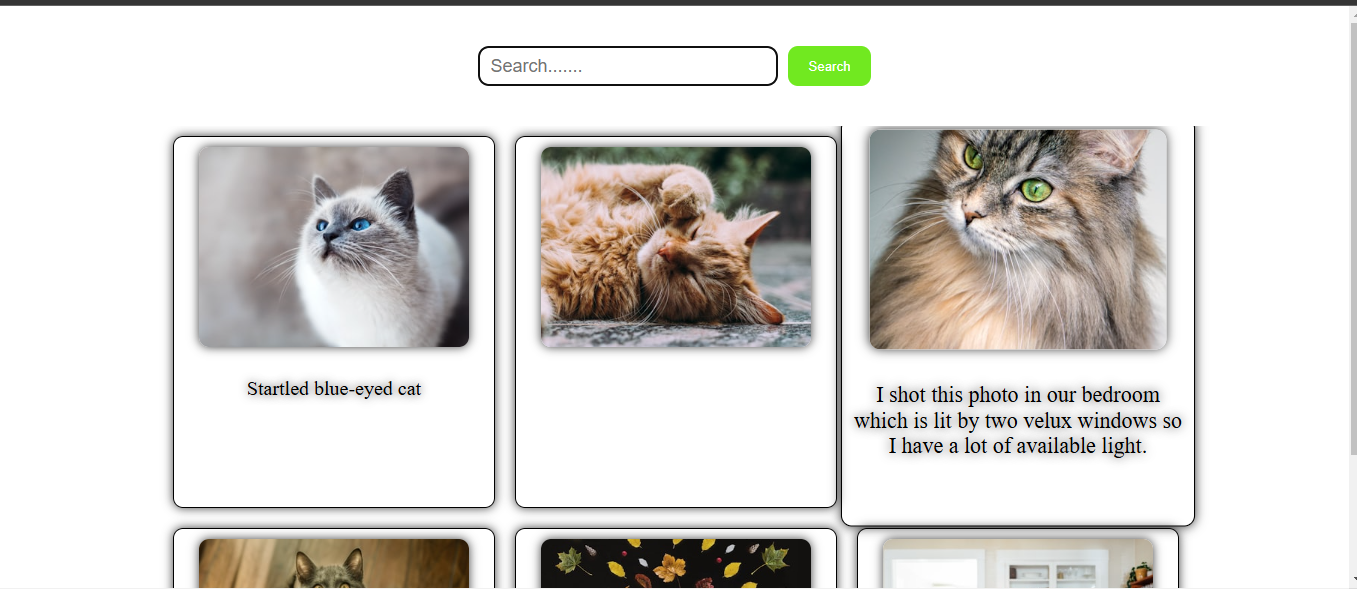 Search.......
Search
Startled blue-eyed cat
I shot this photo in our bedroom
which is lit by two velux windows so
I have a lot of available light.